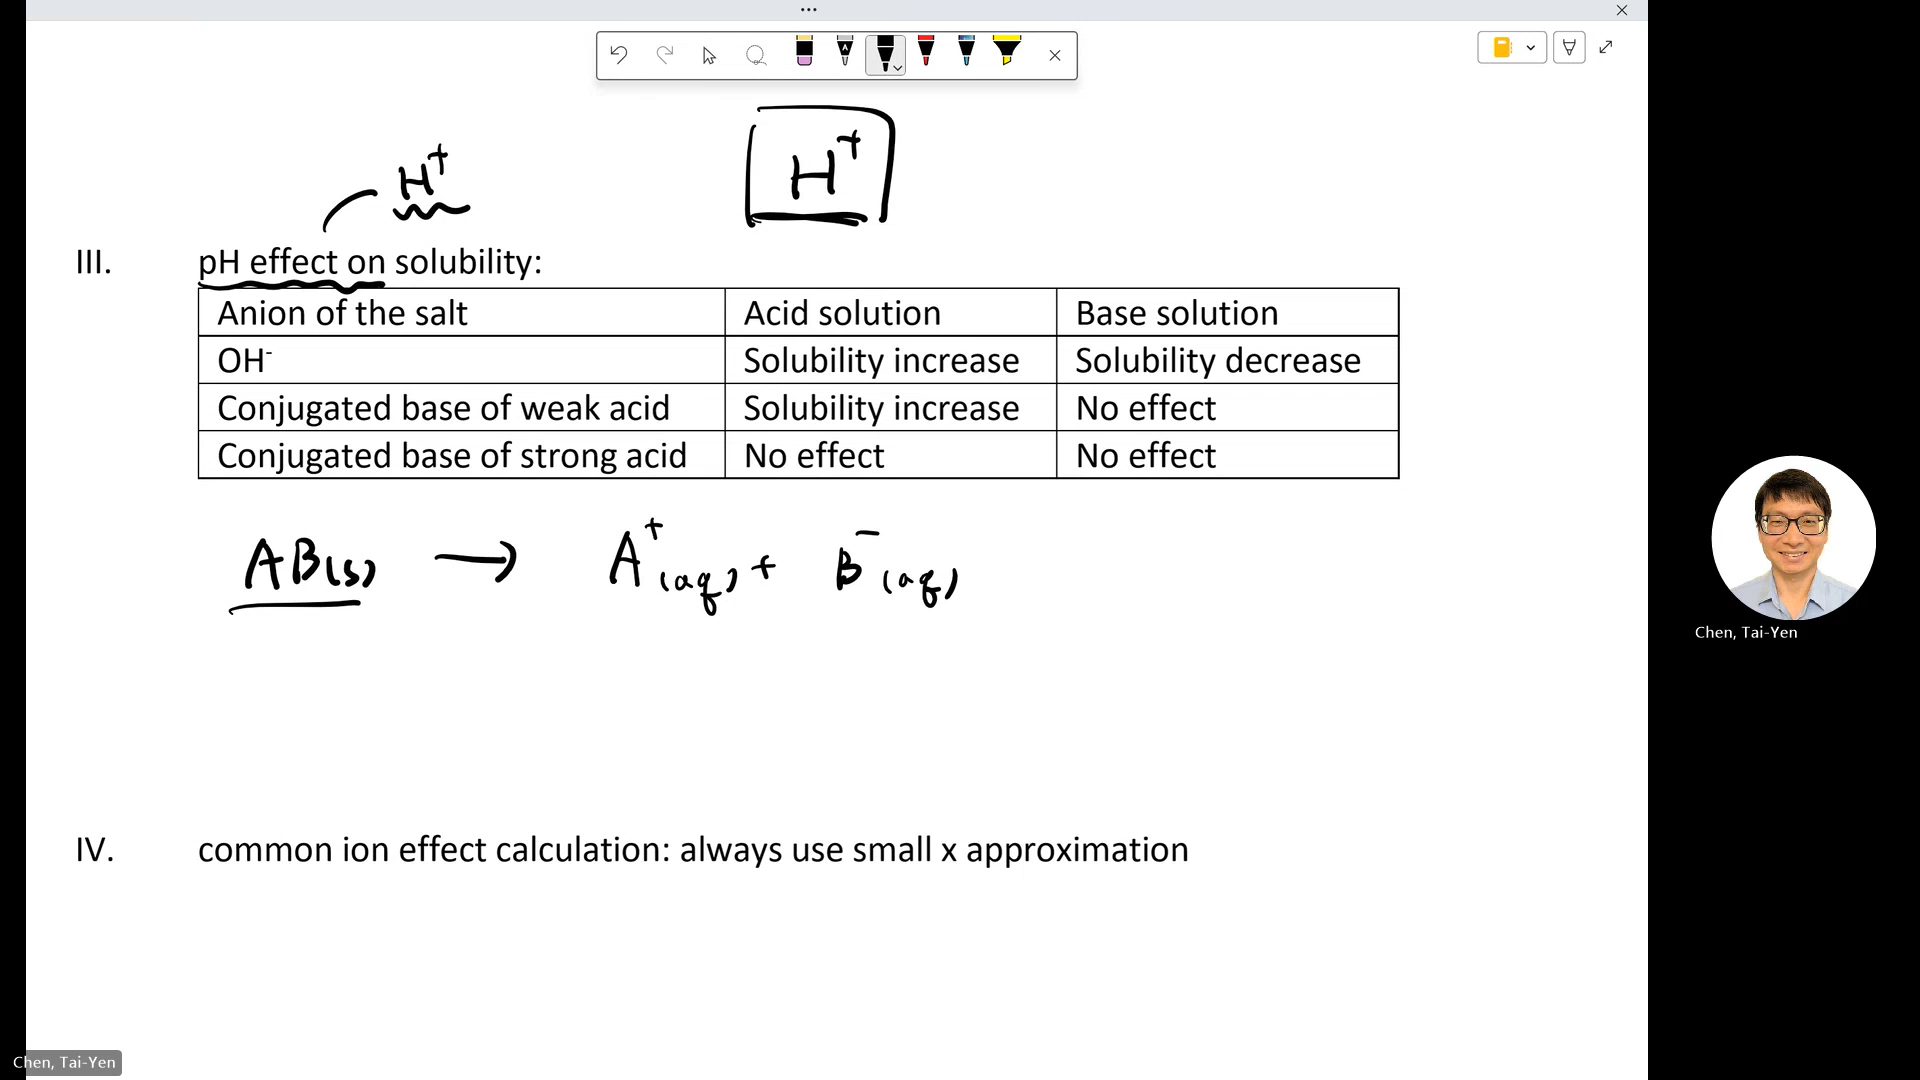 H⁺
H⁺
III. pH effect on solubility:
Anion of the salt Acid solution Base solution
OH⁻ Solubility increase Solubility decrease
Conjugated base of weak acid Solubility increase No effect
Conjugated base of strong acid No effect No effect
AB(s) → A⁺(aq) + B⁻(aq)
Chen, Tai-Yen
IV. common ion effect calculation: always use small x approximation
Chen, Tai-Yen